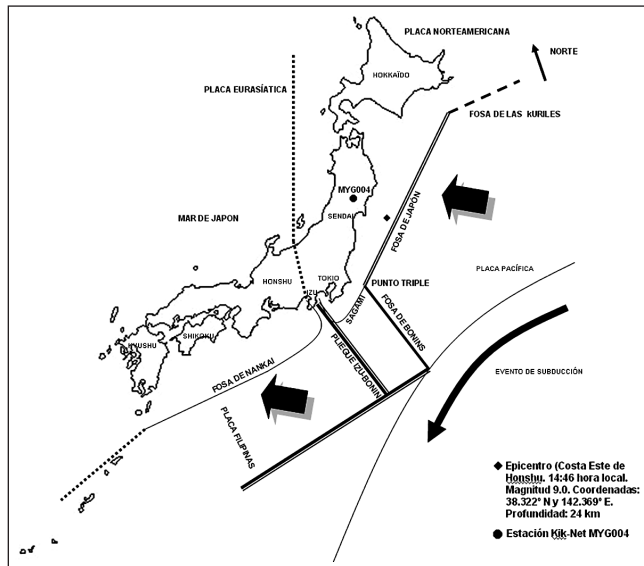 PLACA NORTEAMERICANA
NORTE
HOKKAÍDO
PLACA EURASÍATICA
FOSA DE LAS kURILES
MYG004
SENDAI
MAR DE JAPON
FOSA DE JAPÓN
PLACA PACÍFICA
TOKIO
HONSHU
PUNTO TRIPLE
IZU
SAGAMI
FOSA DE BONINS
SHIKOKU
KYUSHU
PLIEGUE IZU-BONIN
FOSA DE NANKAI
EVENTO DE SUBDUCCIÓN
PLACA FILIPINAS
Epicentro (Costa Este de
Honshu. 14:46 hora local.
Magnitud 9.0. Coordenadas:
38.322° N y 142.369° E.
Profundidad: 24 km
Estación Kik-Net MYG004